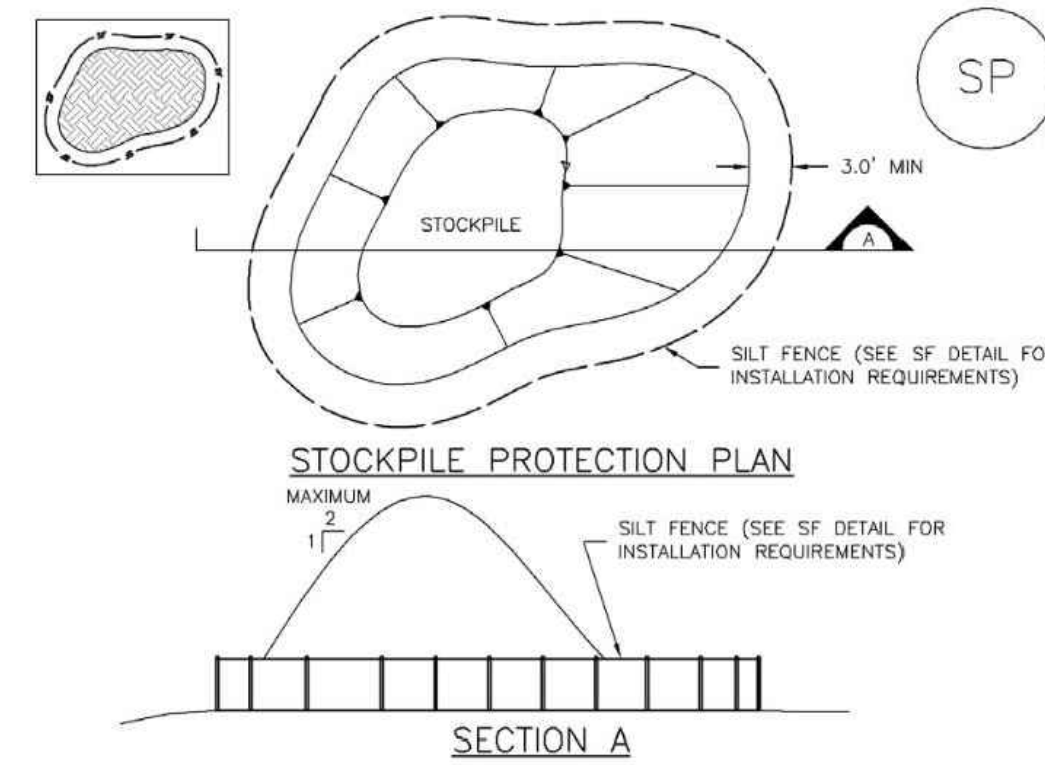 SP
3.0' MIN
STOCKPILE
A
SILT FENCE (SEE SF DETAIL FO
INSTALLATION REQUIREMENTS)
STOCKPILE PROTECTION PLAN
MAXIMUM
2
1
SILT FENCE (SEE SF DETAIL FOR
INSTALLATION REQUIREMENTS)
SECTION A